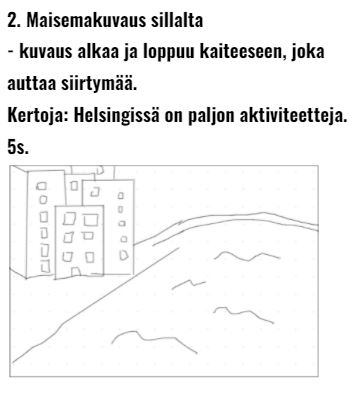 2. Maisemakuvaus sillalta
- kuvaus alkaa ja loppuu kaiteeseen, joka
auttaa siirtymää.
Kertoja: Helsingissä on paljon aktiviteetteja.
5s.